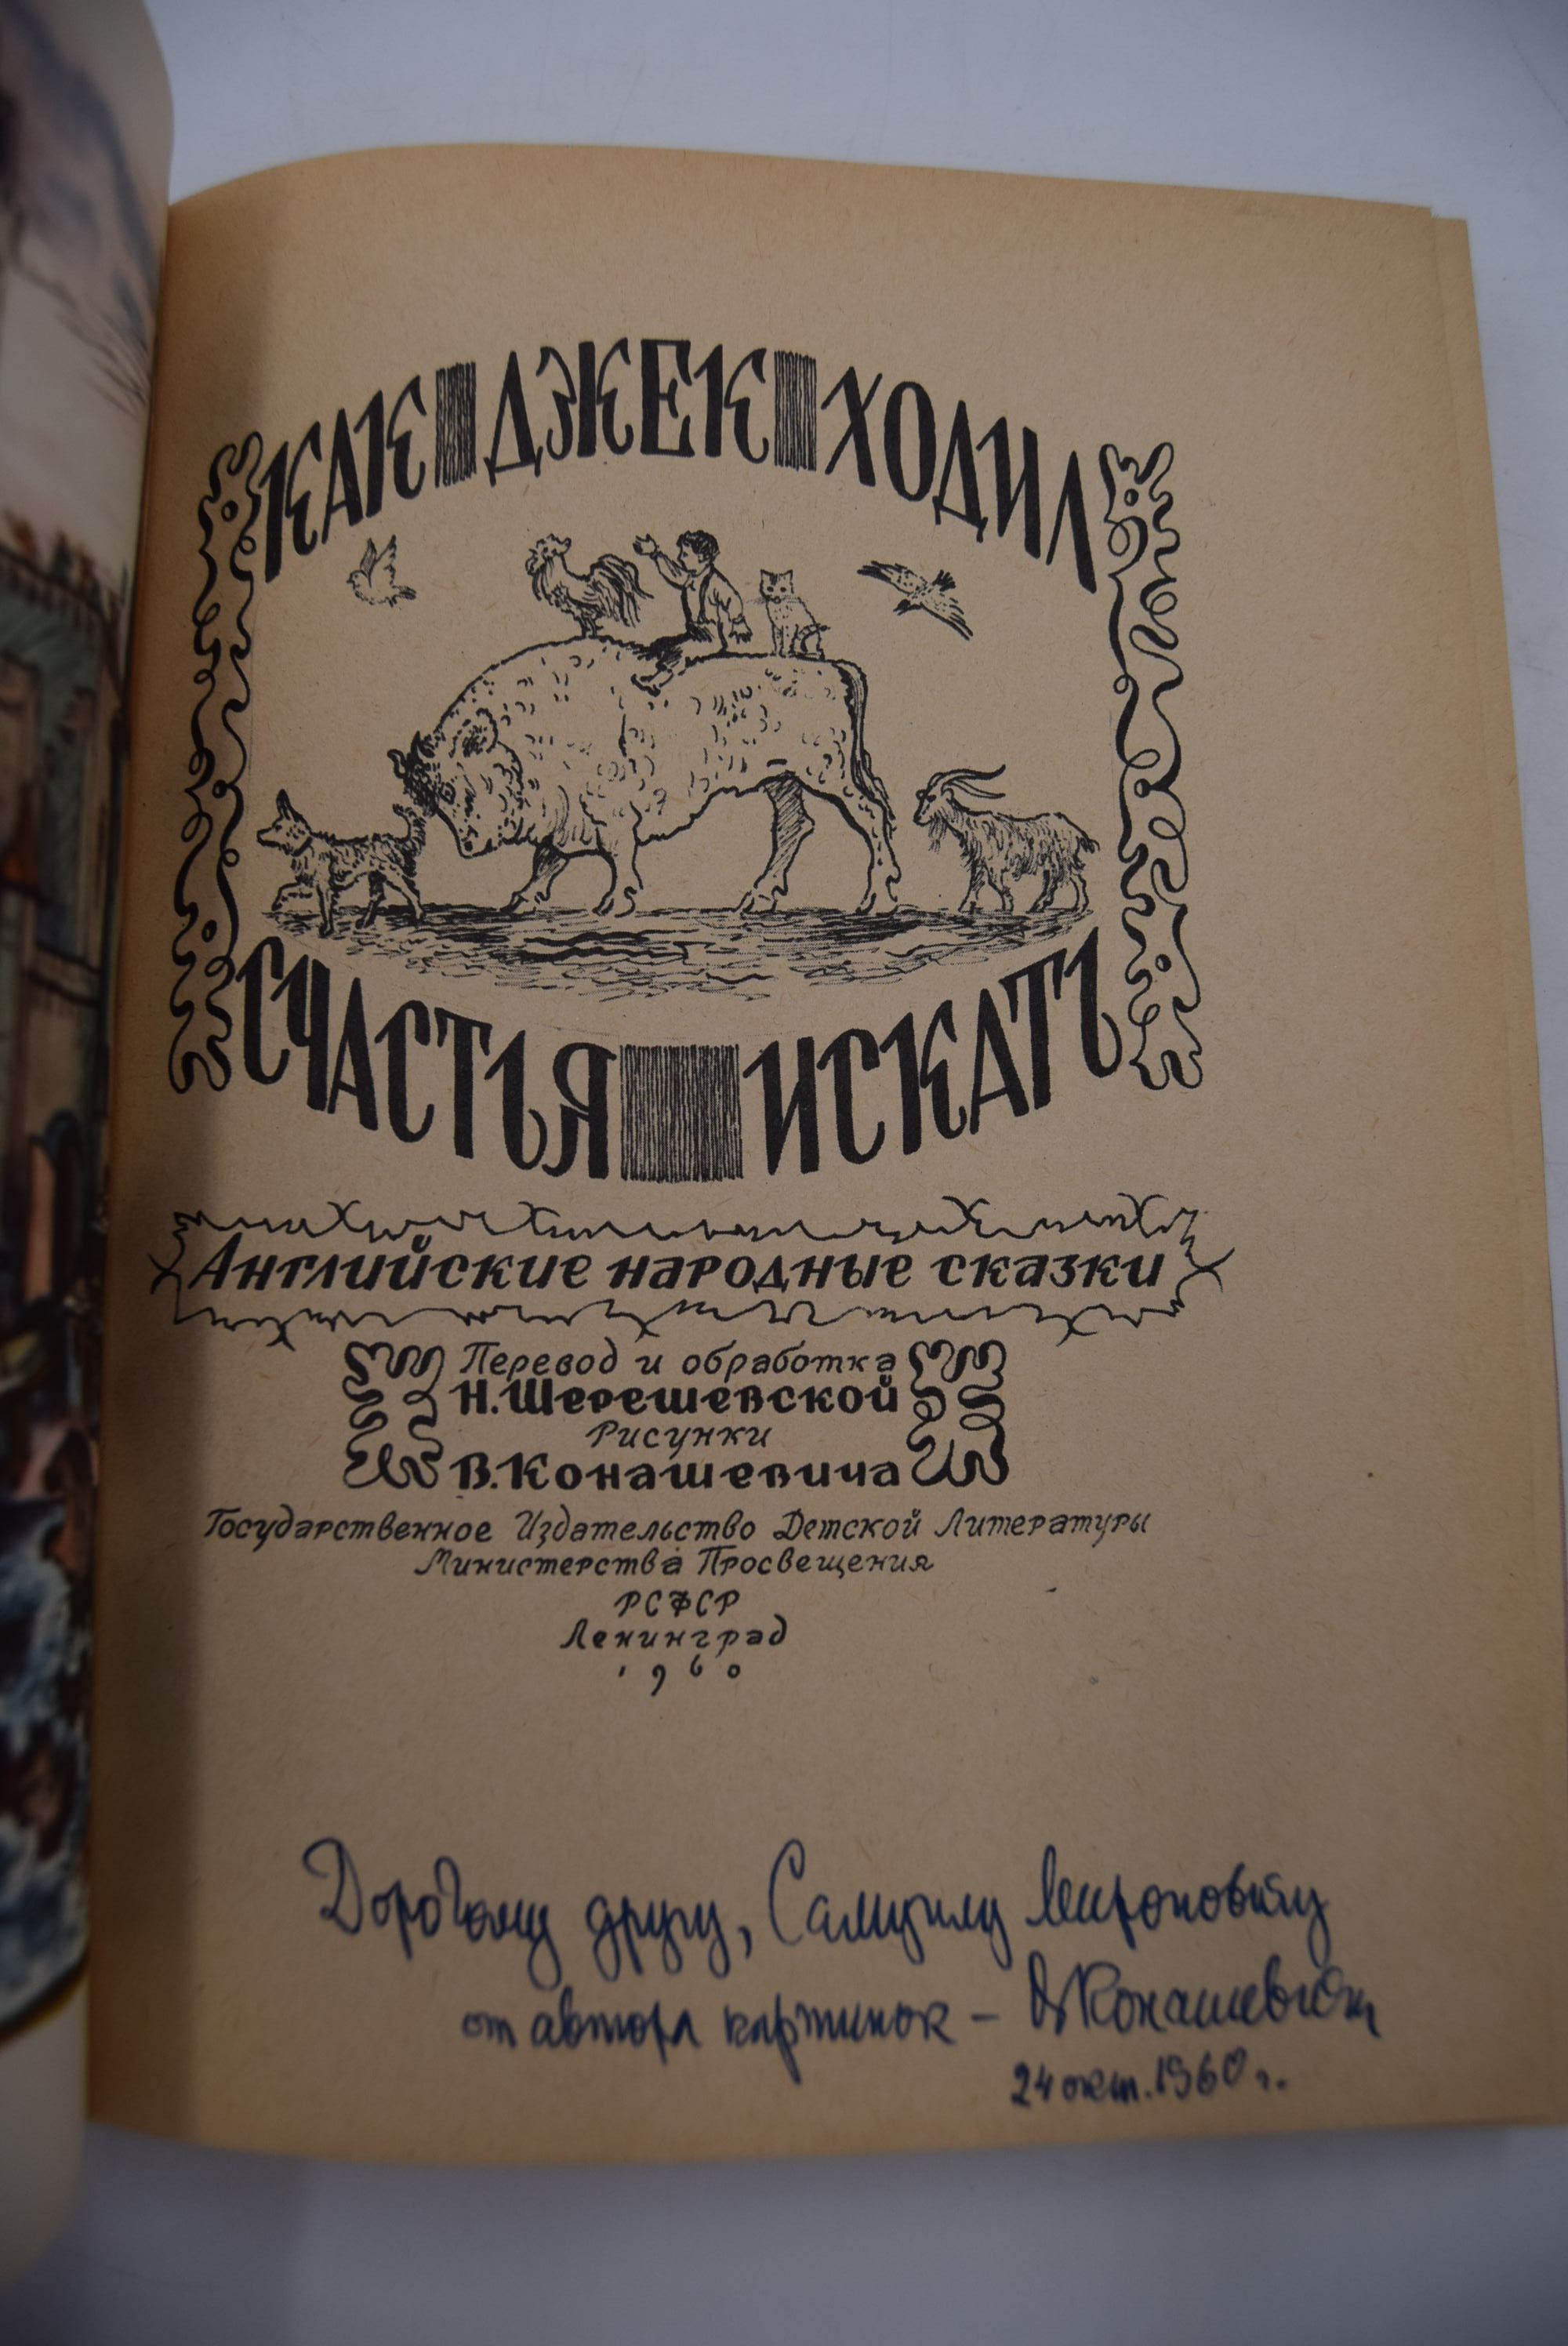 КАК ДЖЕК ХОДИЛ
СЧАСТЬЯ ИСКАТЬ
Английские народные сказки
Перевод и обработка
Н. Шерешевской
Рисунки
В. Конашевича
Государственное Издательство Детской Литературы
Министерства Просвещения
РСФСР
Ленинград
1960
Дорогому другу, Самуилу Мироновичу
от автора картинок – В Конашевич
24 окт. 1960 г.